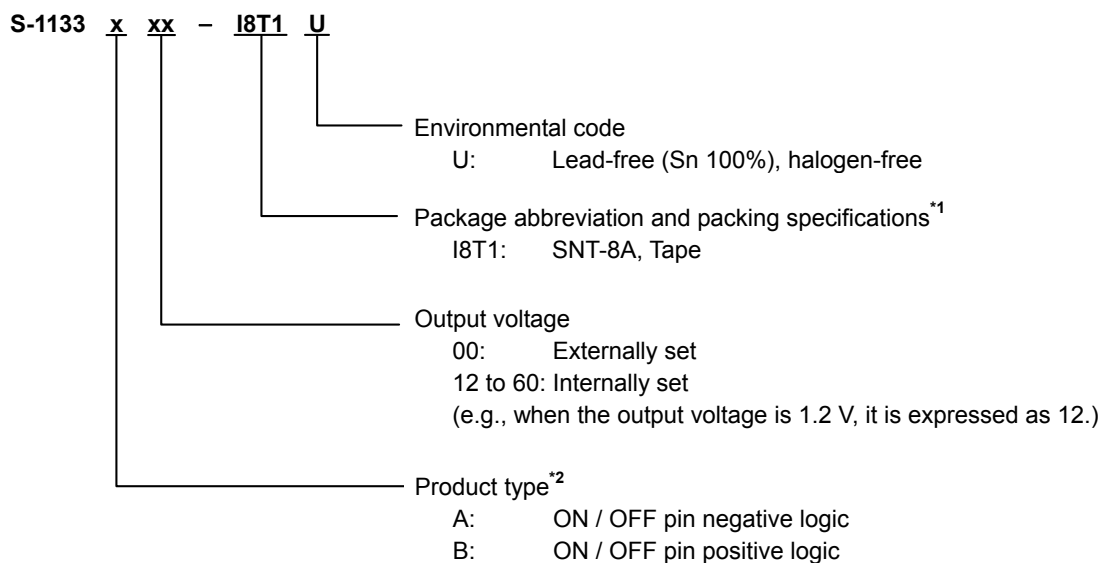 S-1133 x xx – I8T1 U
Environmental code
U: Lead-free (Sn 100%), halogen-free
Package abbreviation and packing specifications*1
I8T1: SNT-8A, Tape
Output voltage
00: Externally set
12 to 60: Internally set
(e.g., when the output voltage is 1.2 V, it is expressed as 12.)
Product type*2
A: ON / OFF pin negative logic
B: ON / OFF pin positive logic